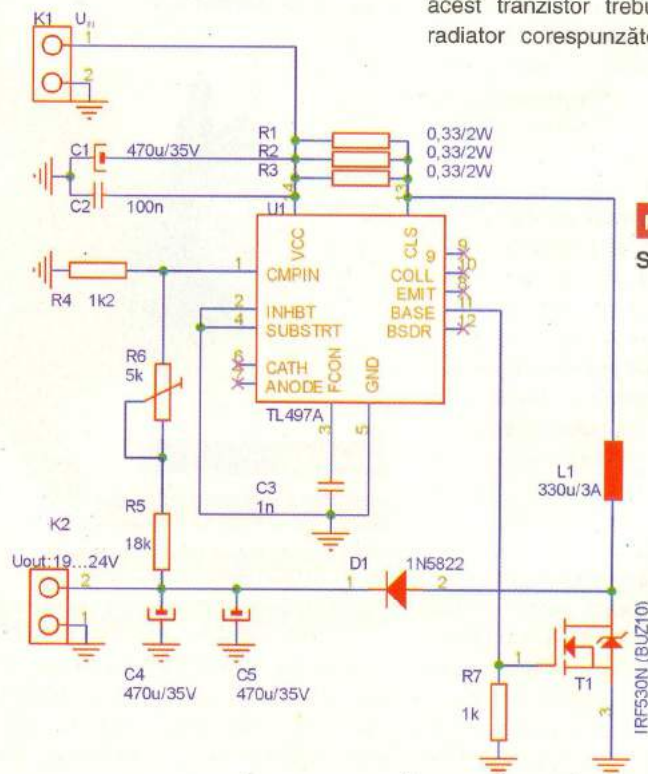 acest tranzistor trebu
radiator corespunzăto
K1
1
2
C1
470u/35V
C2
100n
R1
R2
R3
0,33/2W
0,33/2W
0,33/2W
14
13
U1
VCC
CLS
CMPIN
INHBT
SUBSTRT
CATH
ANODE
FCON
GND
9
COLL
EMIT
BASE
BSDR
1
2
4
3
5
10
11
12
TL497A
R4
1k2
R6
5k
R5
18k
C3
1n
L1
330u/3A
K2
Uout:19...24V
2
1
D1
1N5822
1
2
C4
470u/35V
C5
470u/35V
R7
1k
1
T1
3
IRF530N (BUZ10)
S